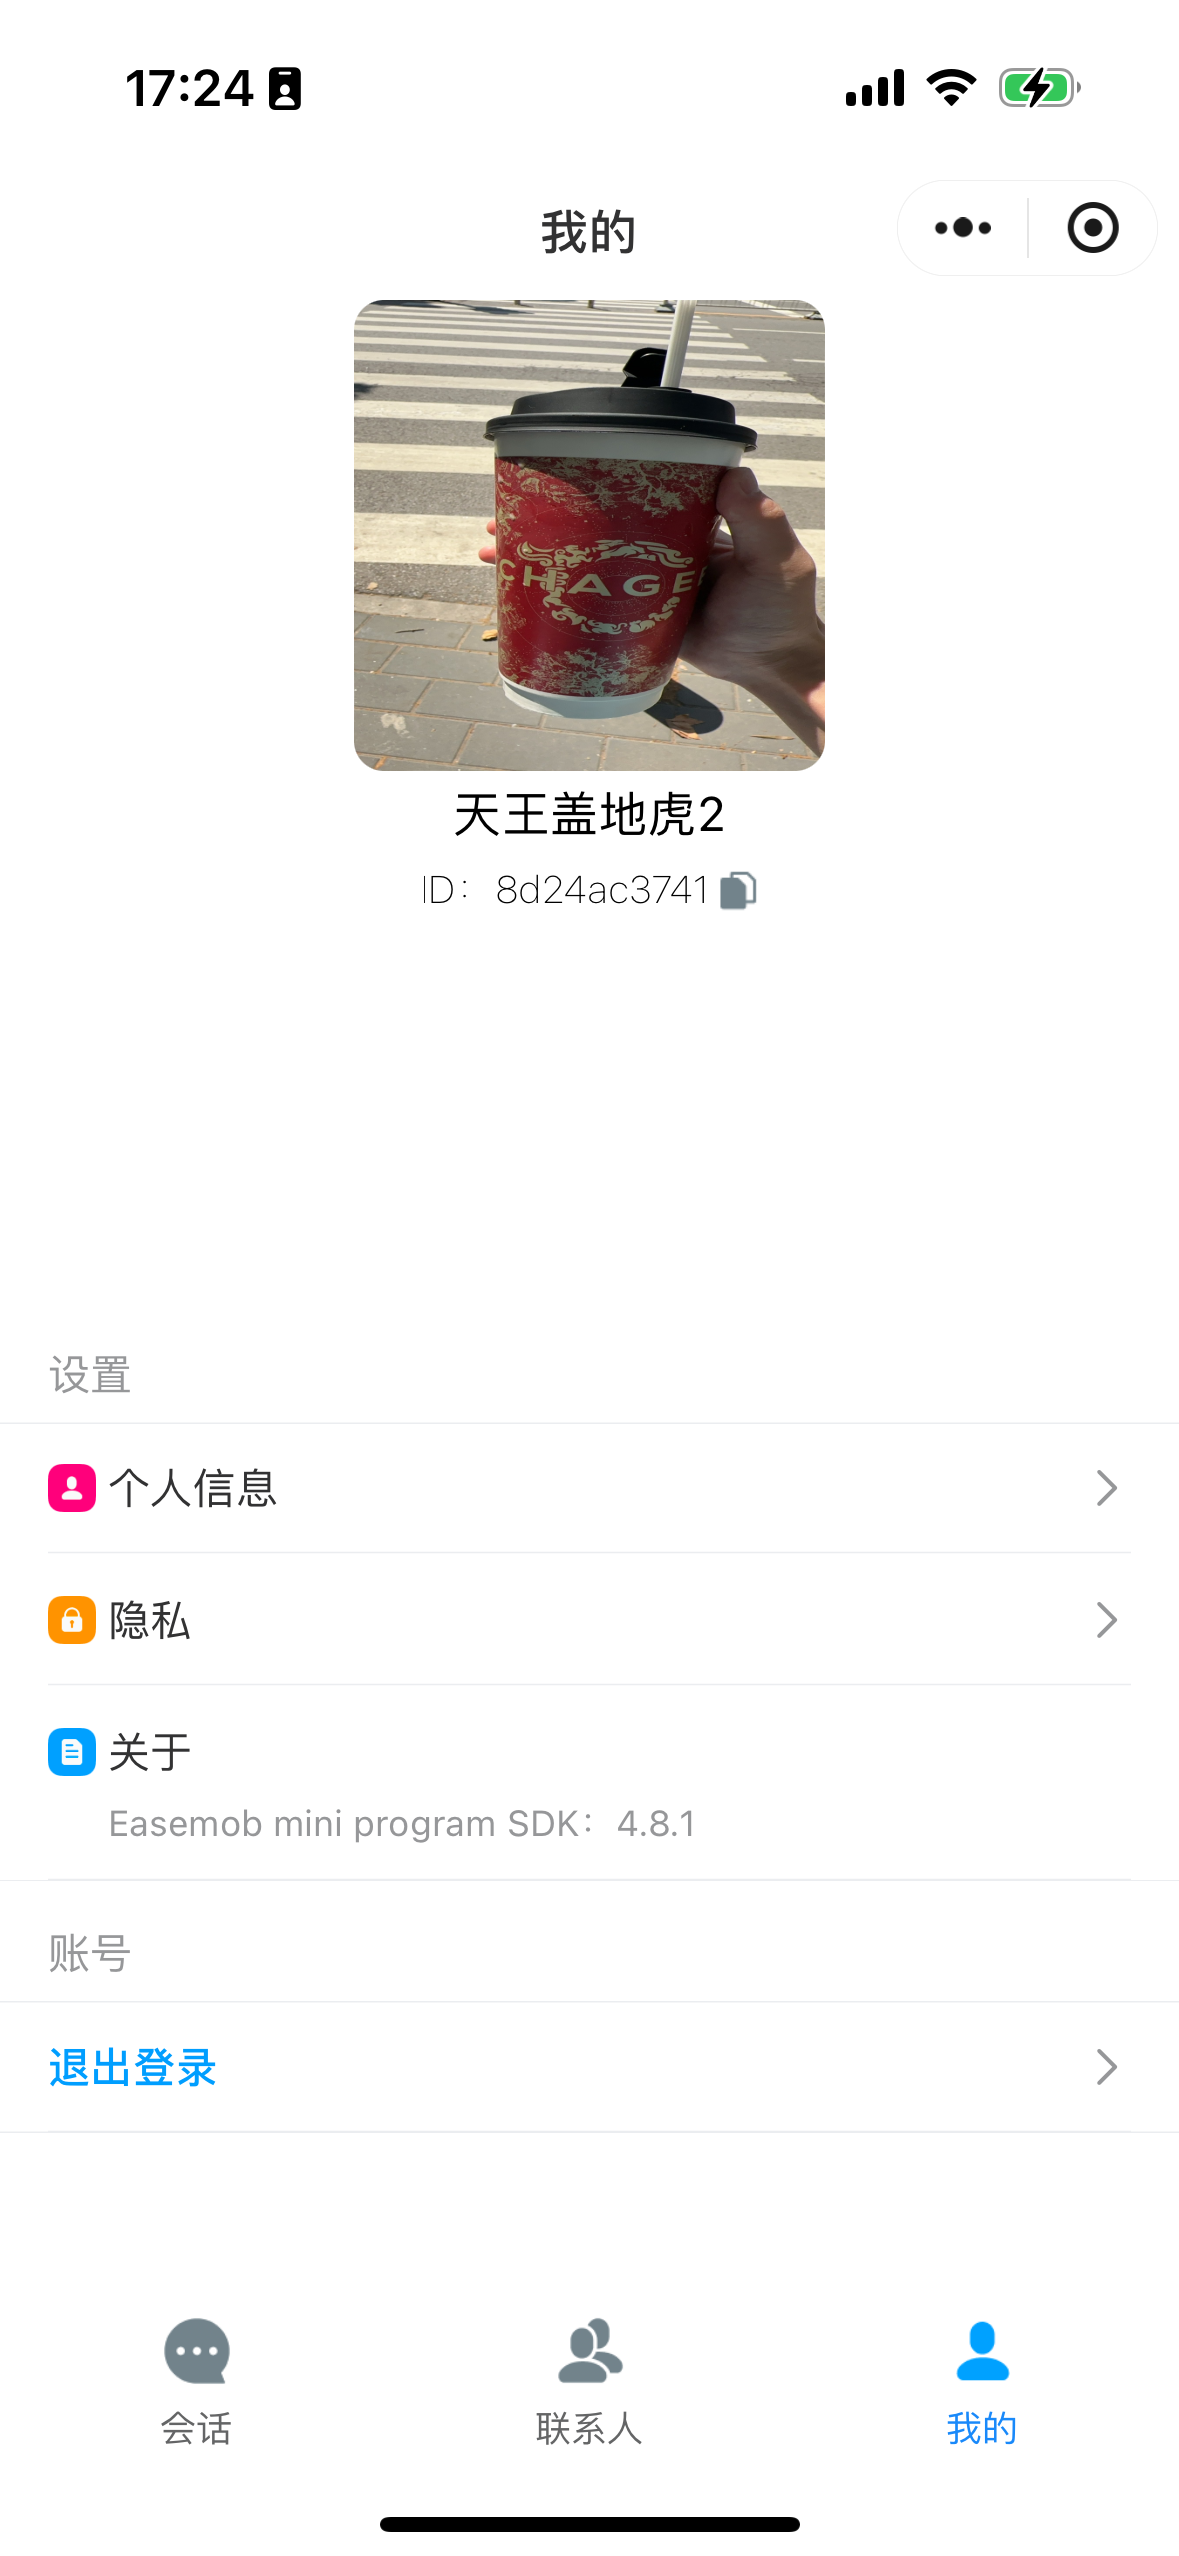 17:24
我的
CHAGEE
天王盖地虎2
ID：8d24ac3741
设置
个人信息
隐私
关于
Easemob mini program SDK：4.8.1
账号
退出登录
会话
联系人
我的